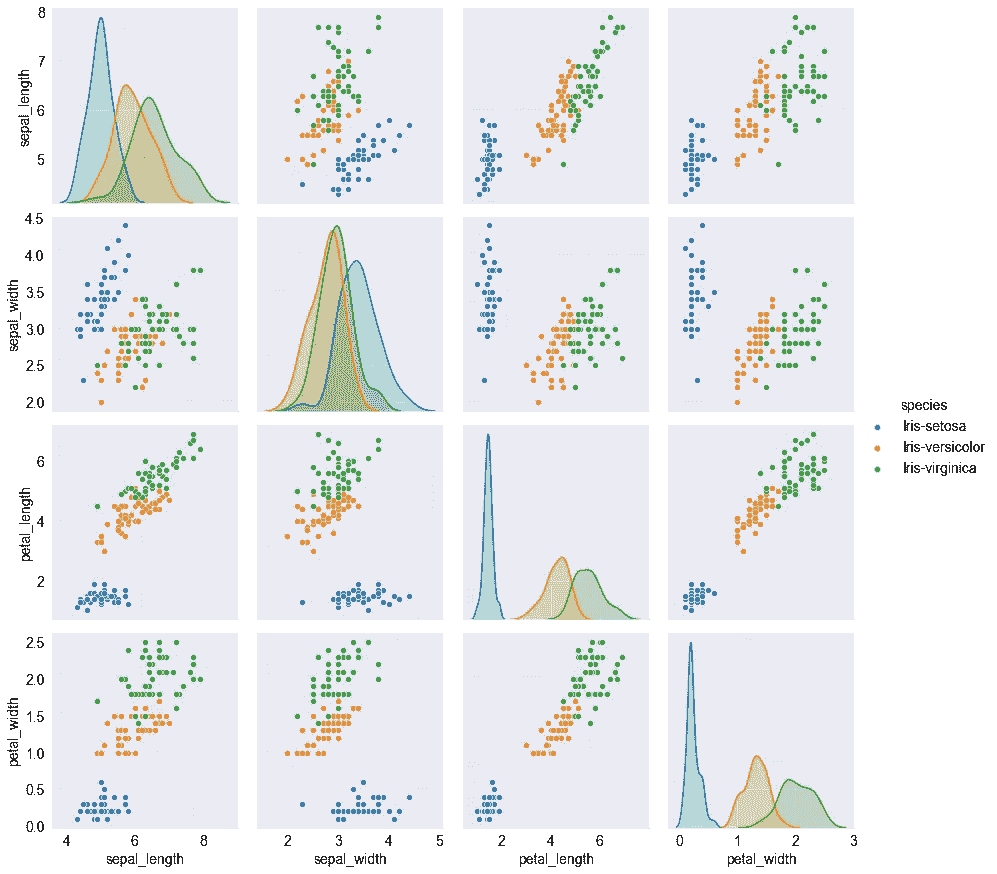 8
7
6
5
sepal_length
4.5
4.0
3.5
3.0
2.5
2.0
sepal_width
species
Iris-setosa
Iris-versicolor
Iris-virginica
6
4
2
petal_length
2.5
2.0
1.5
1.0
0.5
0.0
petal_width
4 8
sepal_length
2 3 4 5
sepal_width
2 4 6
petal_length
0 1 2 3
petal_width